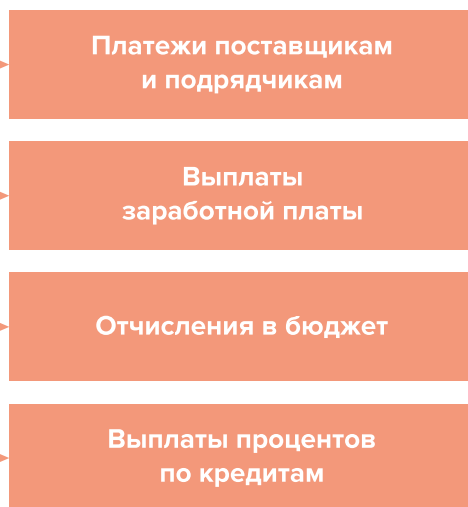 Платежи поставщикам
и подрядчикам
Выплаты
заработной платы
Отчисления в бюджет
Выплаты процентов
по кредитам